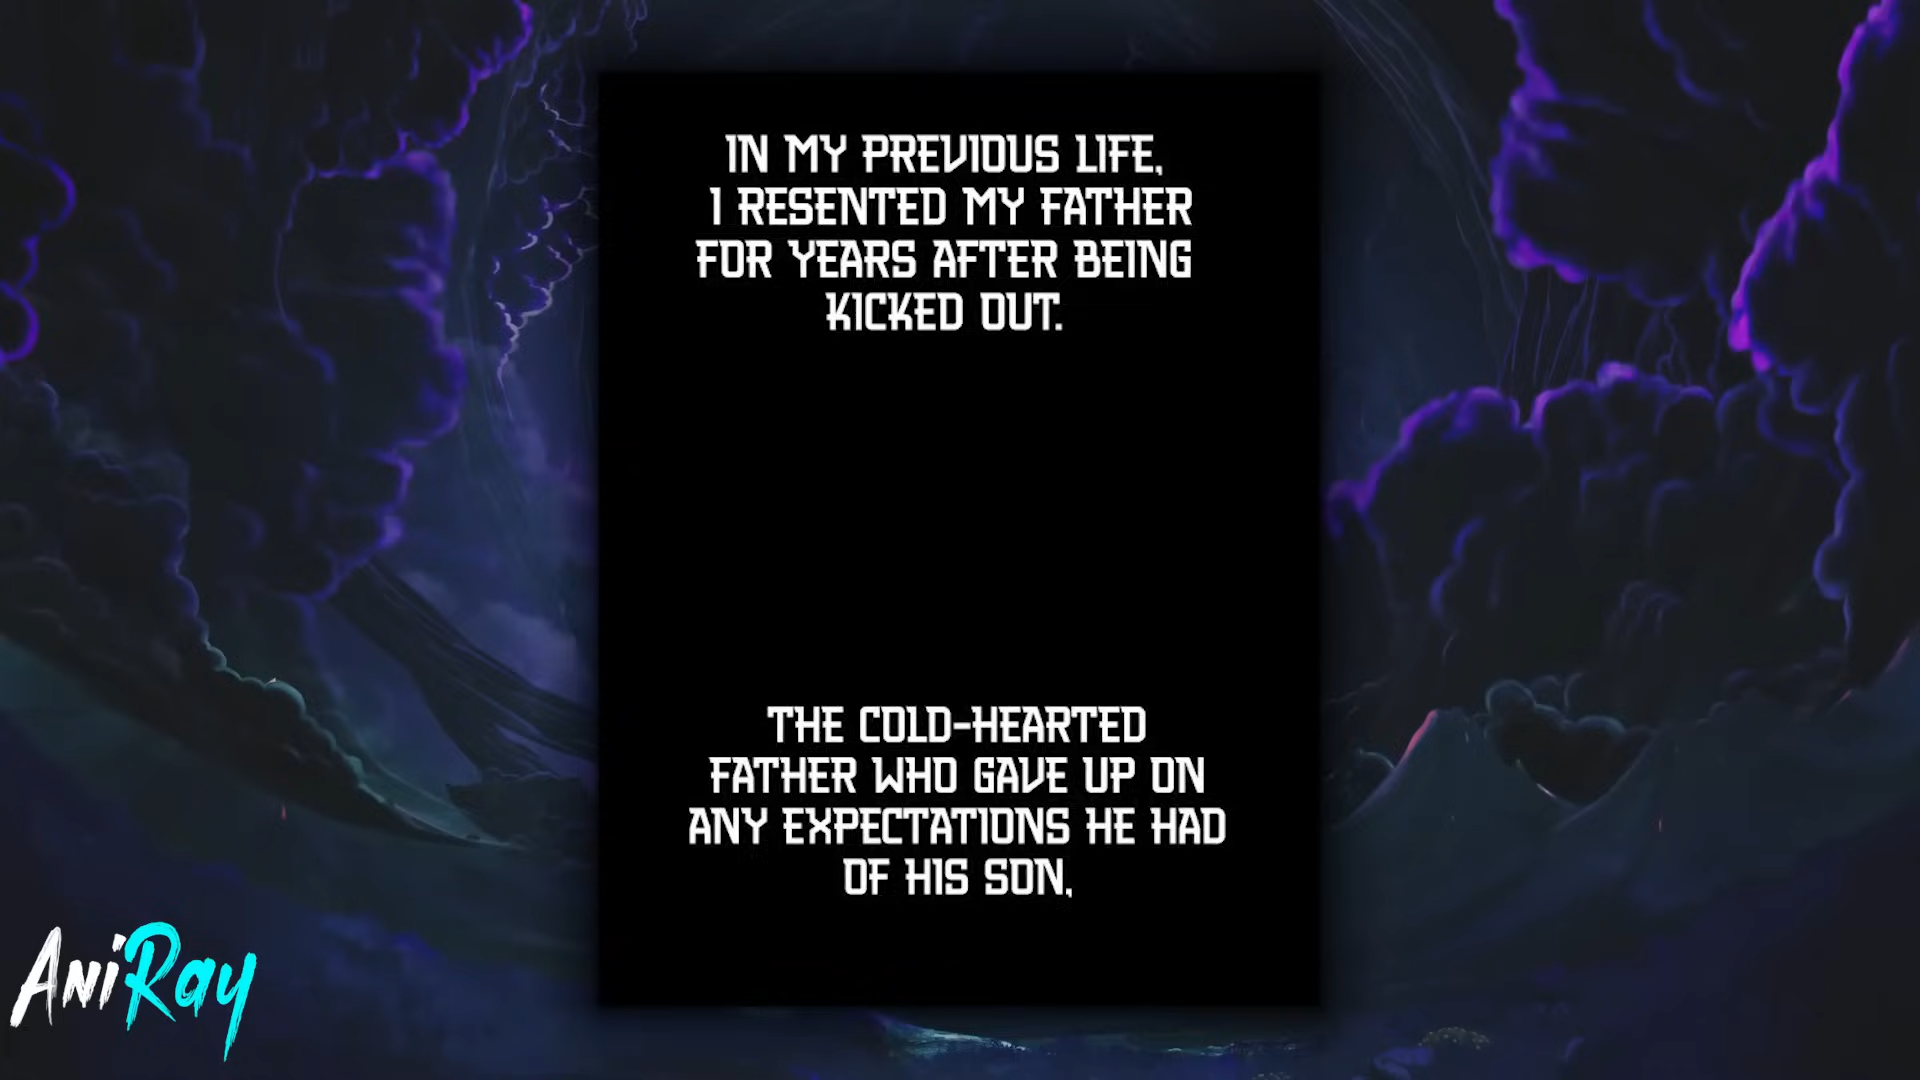 IN MY PREVIOUS LIFE,
I RESENTED MY FATHER
FOR YEARS AFTER BEING
KICKED OUT.
THE COLD-HEARTED
FATHER WHO GAVE UP ON
ANY EXPECTATIONS HE HAD
OF HIS SON,
AniRay